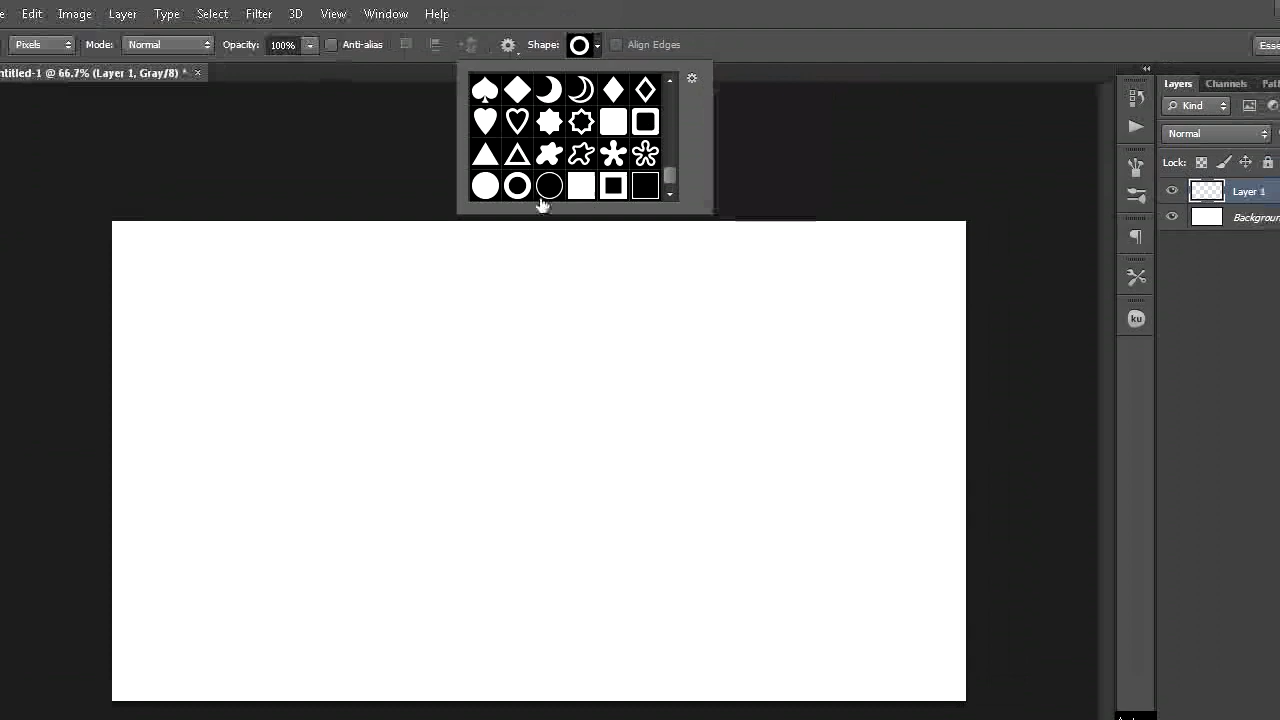 Edit Image Layer Type Select Filter 3D View Window Help
Pixels Mode: Normal Opacity: 100% Anti-alias Shape: Align Edges
ntitled-1 @ 66.7% (Layer 1, Gray/8) * ×
Layers Channels
Kind
Normal
Lock:
Layer 1
ku